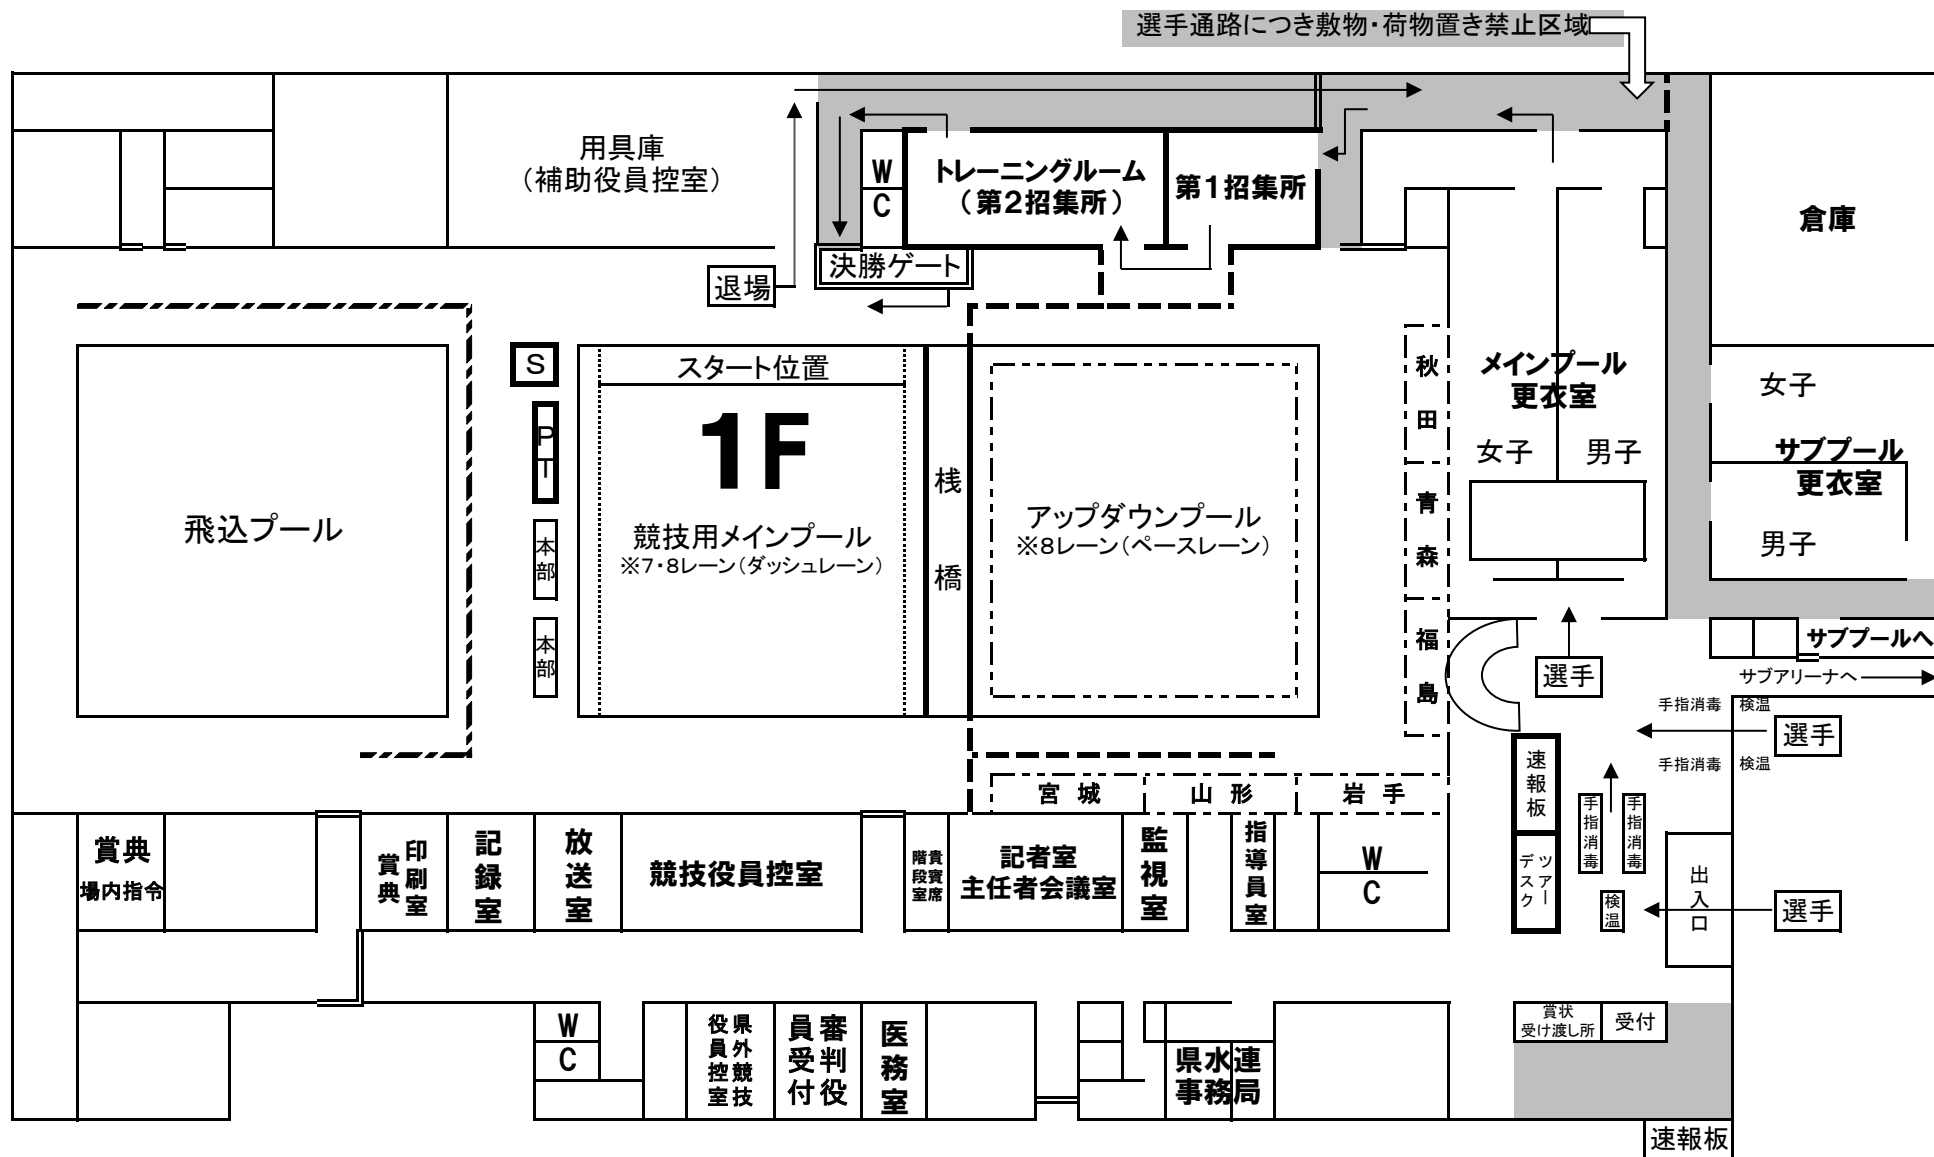 選手通路につき敷物・荷物置き禁止区域
用具庫
（補助役員控室）
W
C
トレーニングルーム
（第2招集所）
第1招集所
倉庫
退場
決勝ゲート
S
PT
本部
本部
スタート位置
1F
競技用メインプール
※7・8レーン（ダッシュレーン）
桟橋
飛込プール
アップダウンプール
※8レーン（ペースレーン）
秋田
青森
福島
メインプール
更衣室
女子
男子
女子
サブプール
更衣室
男子
サブプールへ
サブアリーナへ
選手
手指消毒 検温
選手
手指消毒 検温
宮城
山形
岩手
速報板
ツアーデスク
手指消毒
手指消毒
検温
出入口
選手
賞典
場内指令
印刷室
賞典
記録室
放送室
競技役員控室
貴賓席
階段室
記者室
主任者会議室
監視室
指導員室
W
C
W
C
県外競技
役員控室
審判役
員受付
医務室
県水連
事務局
賞状
受け渡し所
受付
速報板